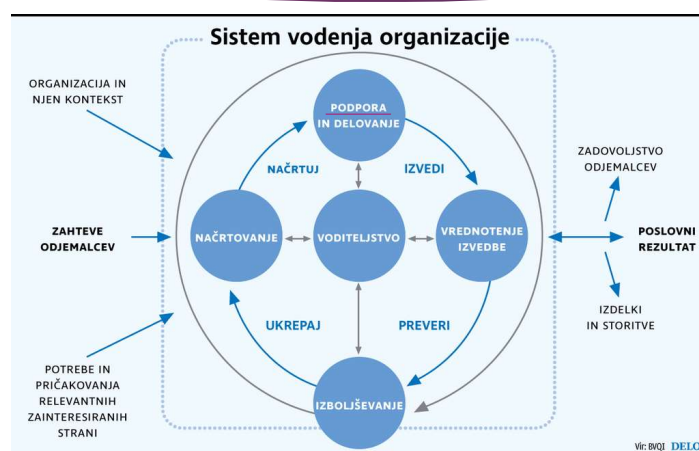 Sistem vodenja organizacije
ORGANIZACIJA IN
NJEN KONTEKST
ZAHTEVE
ODJEMALCEV
POTREBE IN
PRIČAKOVANJA
RELEVANTNIH
ZAINTERESIRANIH
STRANI
PODPORA
IN DELOVANJE
NAČRTUJ
IZVEDI
NAČRTOVANJE
VODITELJSTVO
VREDNOTENJE
IZVEDBE
UKREPAJ
PREVERI
IZBOLJŠEVANJE
ZADOVOLJSTVO
ODJEMALCEV
POSLOVNI
REZULTAT
IZDELKI
IN STORITVE
Vir: BVQI DELO